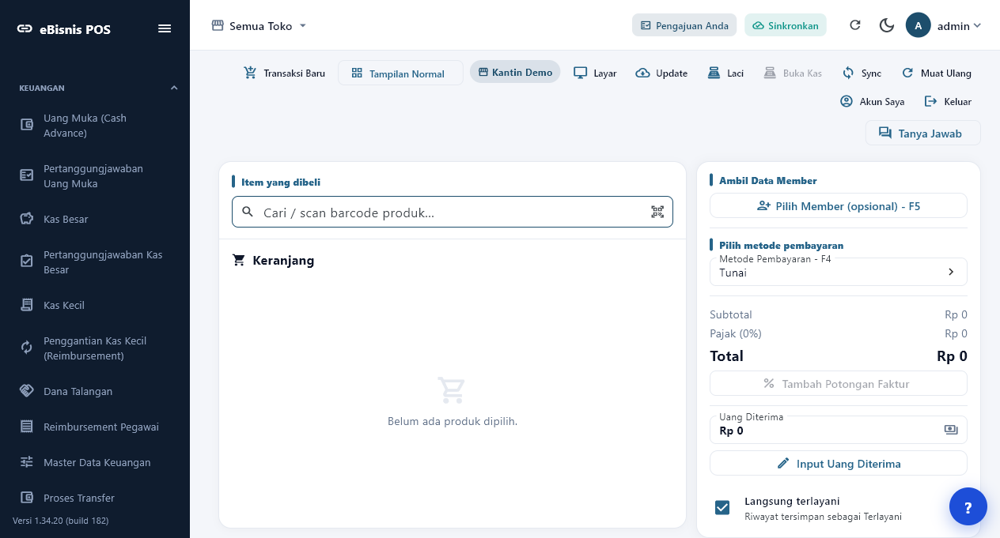 eBisnis POS
KEUANGAN
Uang Muka (Cash
Advance)
Pertanggungjawaban
Uang Muka
Kas Besar
Pertanggungjawaban Kas
Besar
Kas Kecil
Penggantian Kas Kecil
(Reimbursement)
Dana Talangan
Reimbursement Pegawai
Master Data Keuangan
Proses Transfer
Versi 1.34.20 (build 182)
Semua Toko
Pengajuan Anda
Sinkronkan
A
admin
Transaksi Baru
Tampilan Normal
Kantin Demo
Layar
Update
Laci
Buka Kas
Sync
Muat Ulang
Akun Saya
Keluar
Tanya Jawab
Item yang dibeli
Cari / scan barcode produk...
Keranjang
Belum ada produk dipilih.
Ambil Data Member
Pilih Member (opsional) - F5
Pilih metode pembayaran
Metode Pembayaran - F4
Tunai
Subtotal Rp 0
Pajak (0%) Rp 0
Total Rp 0
Tambah Potongan Faktur
Uang Diterima
Rp 0
Input Uang Diterima
Langsung terlayani
Riwayat tersimpan sebagai Terlayani
?